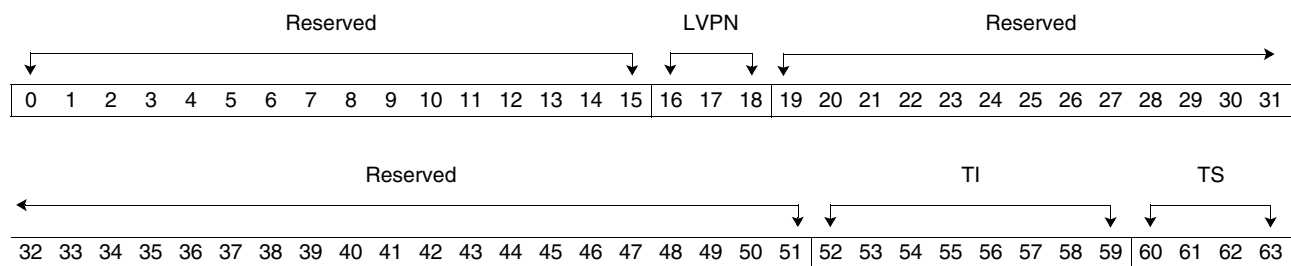 Reserved LVPN Reserved
0 1 2 3 4 5 6 7 8 9 10 11 12 13 14 15 16 17 18 19 20 21 22 23 24 25 26 27 28 29 30 31
Reserved TI TS
32 33 34 35 36 37 38 39 40 41 42 43 44 45 46 47 48 49 50 51 52 53 54 55 56 57 58 59 60 61 62 63